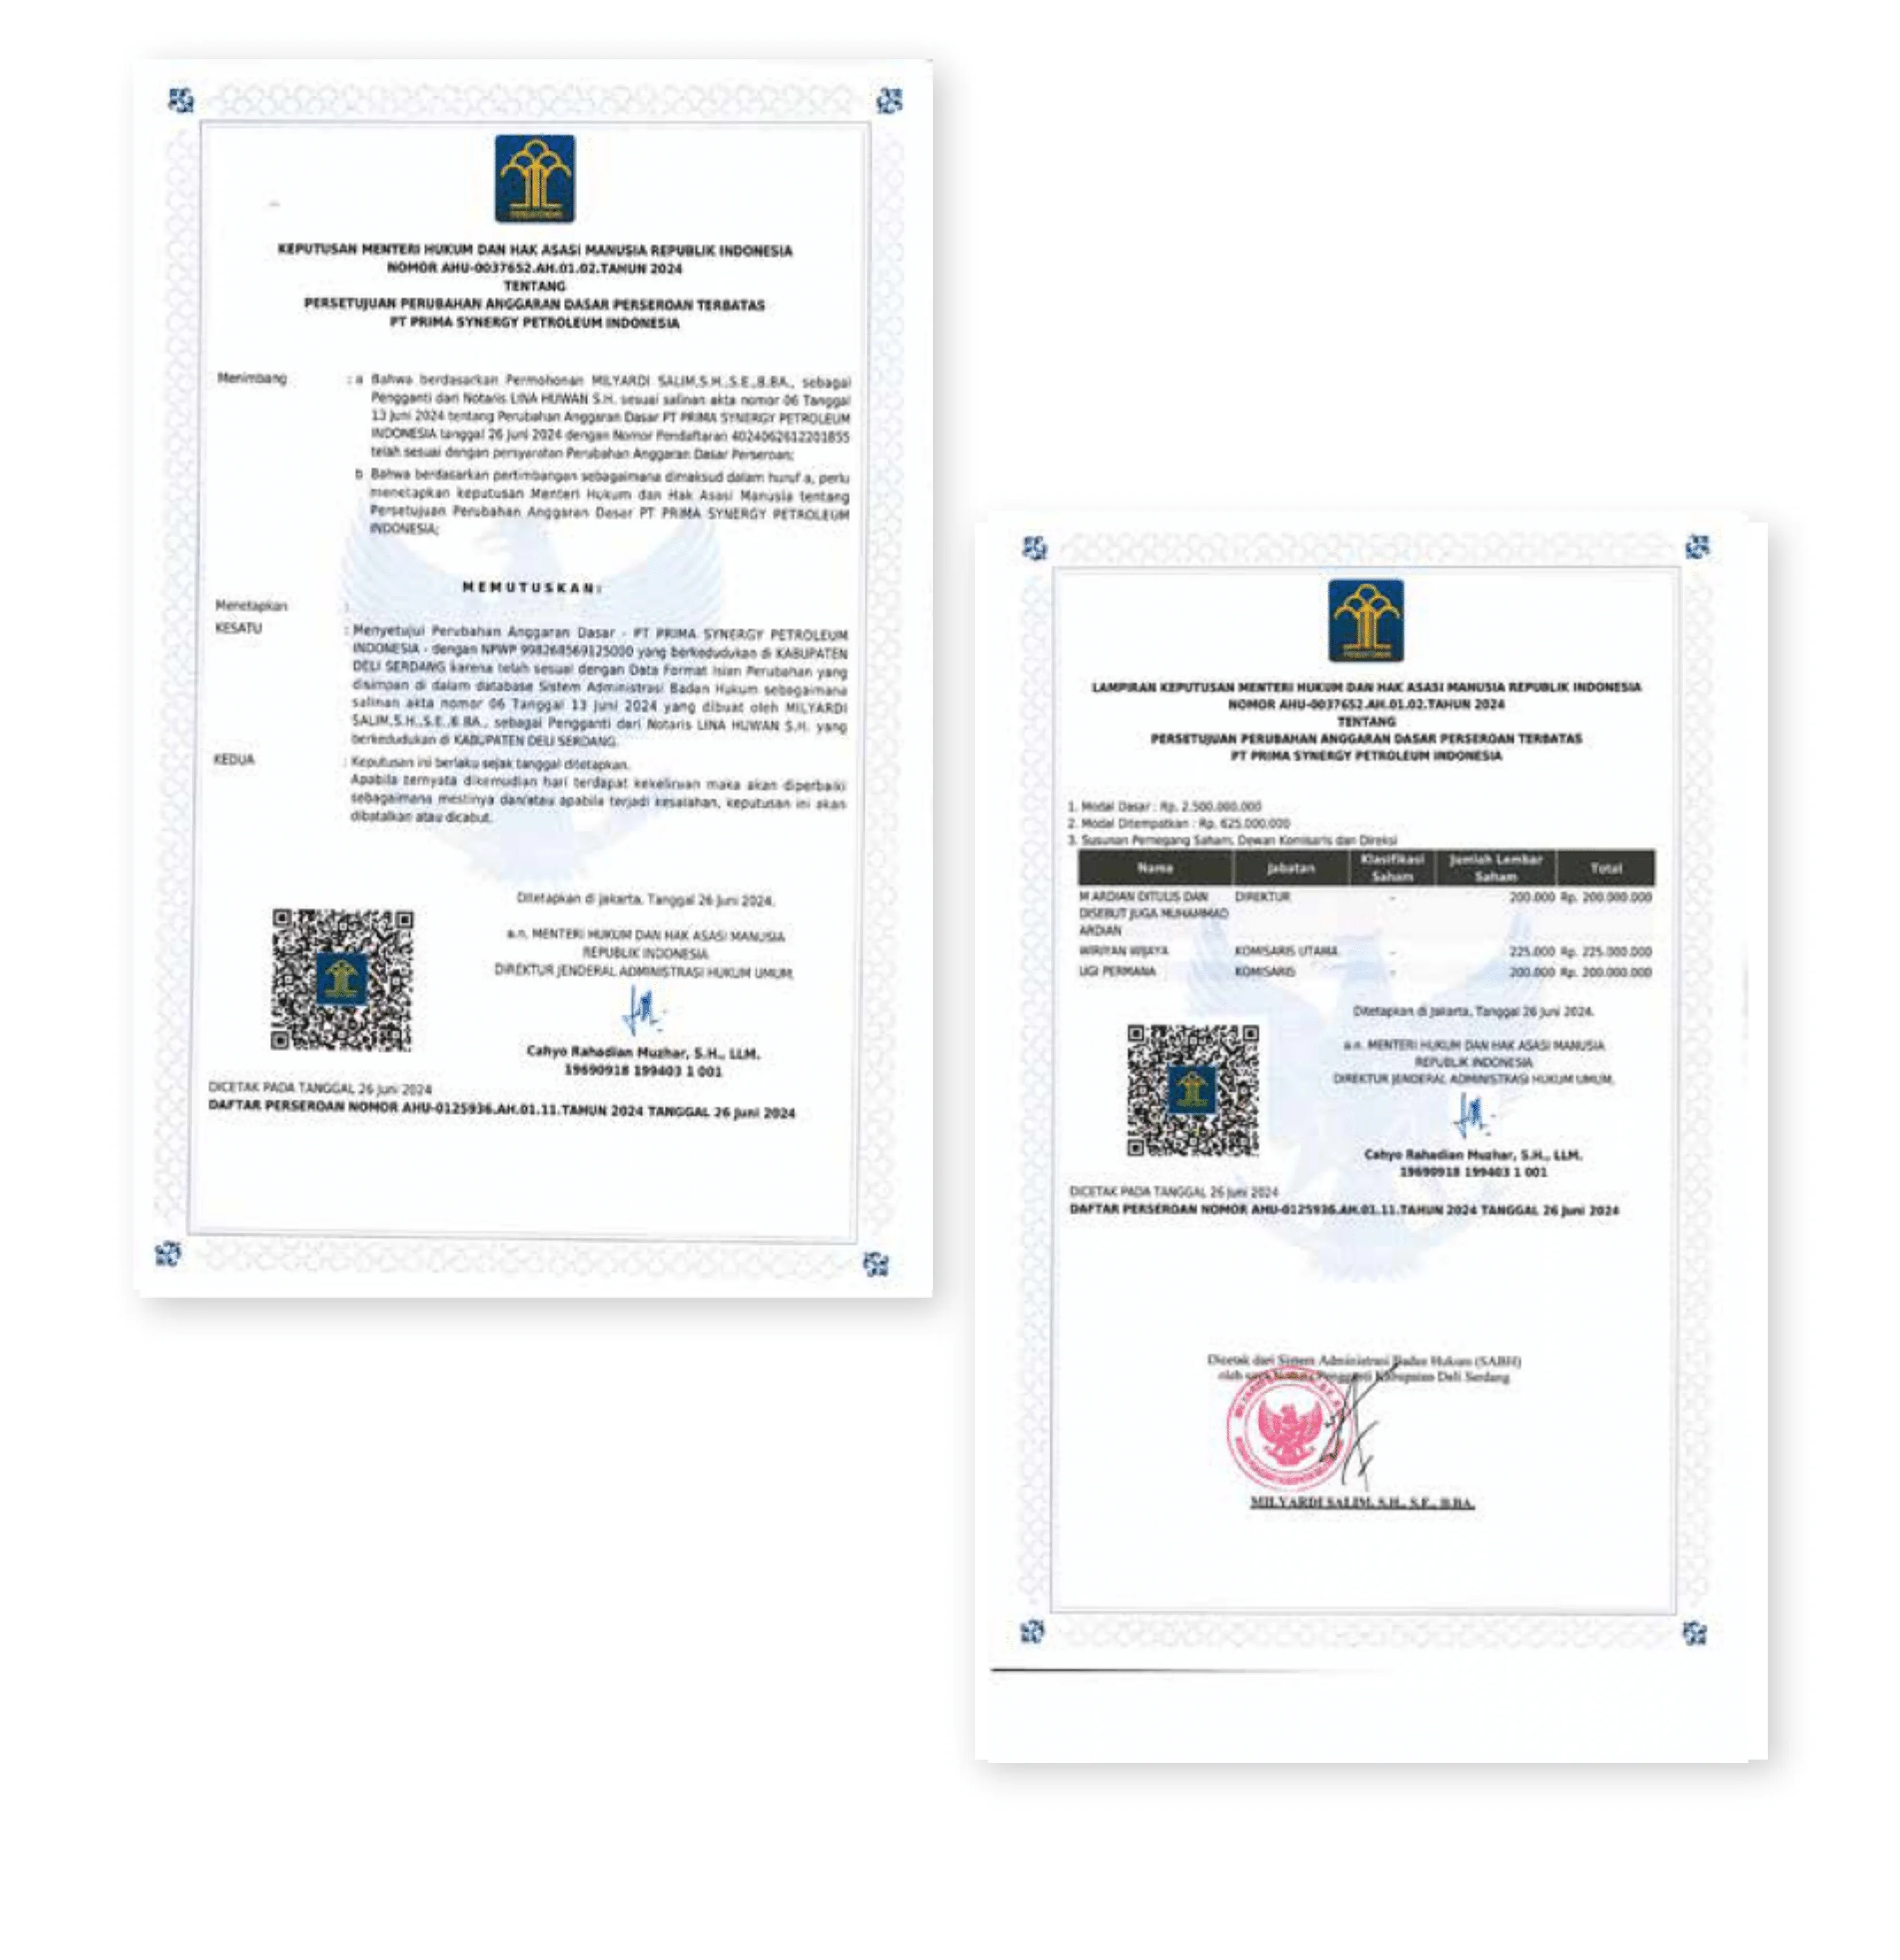 KEPUTUSAN MENTERI HUKUM DAN HAK ASASI MANUSIA REPUBLIK INDONESIA
NOMOR AHU-0037652.AH.01.02.TAHUN 2024
TENTANG
PERSETUJUAN PERUBAHAN ANGGARAN DASAR PERSEROAN TERBATAS
PT PRIMA SYNERGY PETROLEUM INDONESIA
Menimbang : a Bahwa berdasarkan Permohonan MILYARDI SALIM,S.H.,S.E.,B.BA., sebagai
Pengganti dari Notaris LINA HUWAN S.H. sesuai salinan akta nomor 06 Tanggal
13 Juni 2024 tentang Perubahan Anggaran Dasar PT PRIMA SYNERGY PETROLEUM
INDONESIA tanggal 26 Juni 2024 dengan Nomor Pendaftaran 4024062612201855
telah sesuai dengan persyaratan Perubahan Anggaran Dasar Perseroan;
b Bahwa berdasarkan pertimbangan sebagaimana dimaksud dalam huruf a, perlu
menetapkan keputusan Menteri Hukum dan Hak Asasi Manusia tentang
Persetujuan Perubahan Anggaran Dasar PT PRIMA SYNERGY PETROLEUM
INDONESIA;
MEMUTUSKAN:
Menetapkan :
KESATU : Menyetujui Perubahan Anggaran Dasar - PT PRIMA SYNERGY PETROLEUM
INDONESIA - dengan NPWP 998268569125000 yang berkedudukan di KABUPATEN
DELI SERDANG karena telah sesuai dengan Data Format Isian Perubahan yang
disimpan di dalam database Sistem Administrasi Badan Hukum sebagaimana
salinan akta nomor 06 Tanggal 13 Juni 2024 yang dibuat oleh MILYARDI
SALIM,S.H.,S.E.,B.BA., sebagai Pengganti dari Notaris LINA HUWAN S.H. yang
berkedudukan di KABUPATEN DELI SERDANG.
KEDUA : Keputusan ini berlaku sejak tanggal ditetapkan.
Apabila ternyata dikemudian hari terdapat kekeliruan maka akan diperbaiki
sebagaimana mestinya dan/atau apabila terjadi kesalahan, keputusan ini akan
dibatalkan atau dicabut.
Ditetapkan di Jakarta, Tanggal 26 Juni 2024.
a.n. MENTERI HUKUM DAN HAK ASASI MANUSIA
REPUBLIK INDONESIA
DIREKTUR JENDERAL ADMINISTRASI HUKUM UMUM,
Cahyo Rahadian Muzhar, S.H., LLM.
19690918 199403 1 001
DICETAK PADA TANGGAL 26 Juni 2024
DAFTAR PERSEROAN NOMOR AHU-0125936.AH.01.11.TAHUN 2024 TANGGAL 26 Juni 2024
LAMPIRAN KEPUTUSAN MENTERI HUKUM DAN HAK ASASI MANUSIA REPUBLIK INDONESIA
NOMOR AHU-0037652.AH.01.02.TAHUN 2024
TENTANG
PERSETUJUAN PERUBAHAN ANGGARAN DASAR PERSEROAN TERBATAS
PT PRIMA SYNERGY PETROLEUM INDONESIA
1. Modal Dasar : Rp. 2.500.000.000
2. Modal Ditempatkan : Rp. 625.000.000
3. Susunan Pemegang Saham, Dewan Komisaris dan Direksi
Nama Jabatan Klasifikasi Saham Jumlah Lembar Saham Total
M ARDIAN DITULIS DAN DIREKTUR - 200.000 Rp. 200.000.000
DISEBUT JUGA MUHAMMAD
ARDIAN
WIRIYAN WIJAYA KOMISARIS UTAMA - 225.000 Rp. 225.000.000
UGI PERMANA KOMISARIS - 200.000 Rp. 200.000.000
Ditetapkan di Jakarta, Tanggal 26 Juni 2024.
a.n. MENTERI HUKUM DAN HAK ASASI MANUSIA
REPUBLIK INDONESIA
DIREKTUR JENDERAL ADMINISTRASI HUKUM UMUM,
Cahyo Rahadian Muzhar, S.H., LLM.
19690918 199403 1 001
DICETAK PADA TANGGAL 26 Juni 2024
DAFTAR PERSEROAN NOMOR AHU-0125936.AH.01.11.TAHUN 2024 TANGGAL 26 Juni 2024
Dicetak dari Sistem Administrasi Badan Hukum (SABH)
oleh saya Notaris Pengganti Kabupaten Deli Serdang
MILYARDI SALIM, S.H., S.E., B.BA.